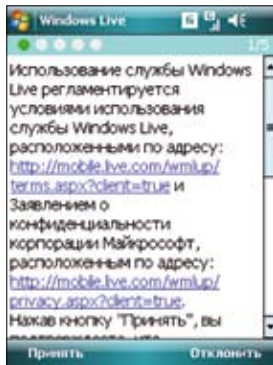 Windows Live
1/5
Использование службы Windows
Live регламентируется
условиями использования
службы Windows Live,
расположенными по адресу:
http://mobile.live.com/wmlup/
terms.aspx?client=true и
Заявлением о
конфиденциальности
корпорации Майкрософт,
расположенным по адресу:
http://mobile.live.com/wmlup/
privacy.aspx?client=true.
Нажав кнопку "Принять", вы
Принять Отклонить